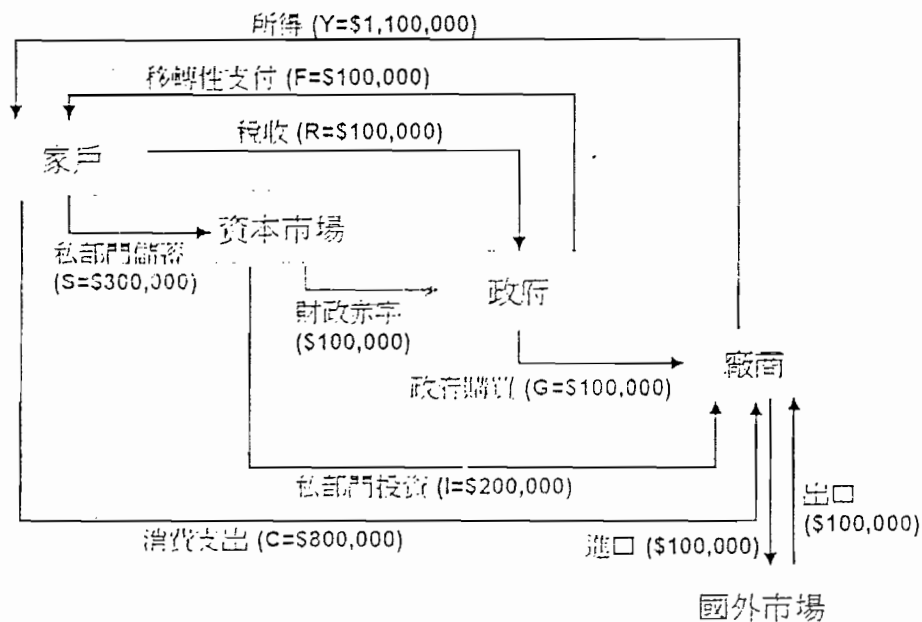 所得 (Y=$1,100,000)
移轉性支付 (F=$100,000)
稅收 (R=$100,000)
家戶
資本市場
私部門儲蓄
(S=$300,000)
政府
財政赤字
($100,000)
廠商
政府購買 (G=$100,000)
私部門投資 (I=$200,000)
出口
($100,000)
消費支出 (C=$800,000)
進口 ($100,000)
國外市場